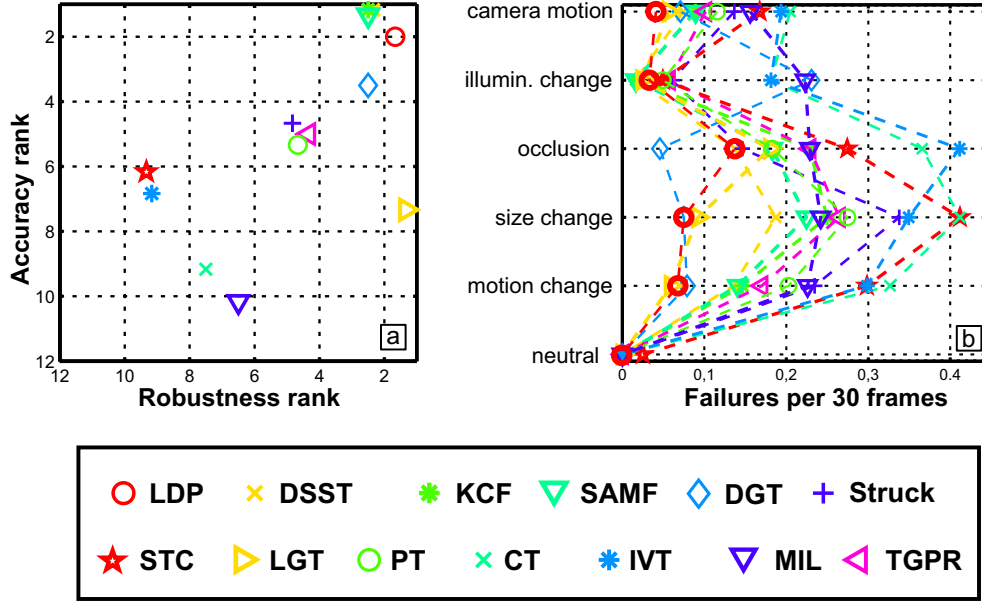 Accuracy rank
2
4
6
8
10
12
12
10
8
6
4
2
Robustness rank
a
camera motion
illumin. change
occlusion
size change
motion change
neutral
0
0,1
0,2
0,3
0.4
Failures per 30 frames
b
LDP DSST KCF SAMF DGT Struck
STC LGT PT CT IVT MIL TGPR